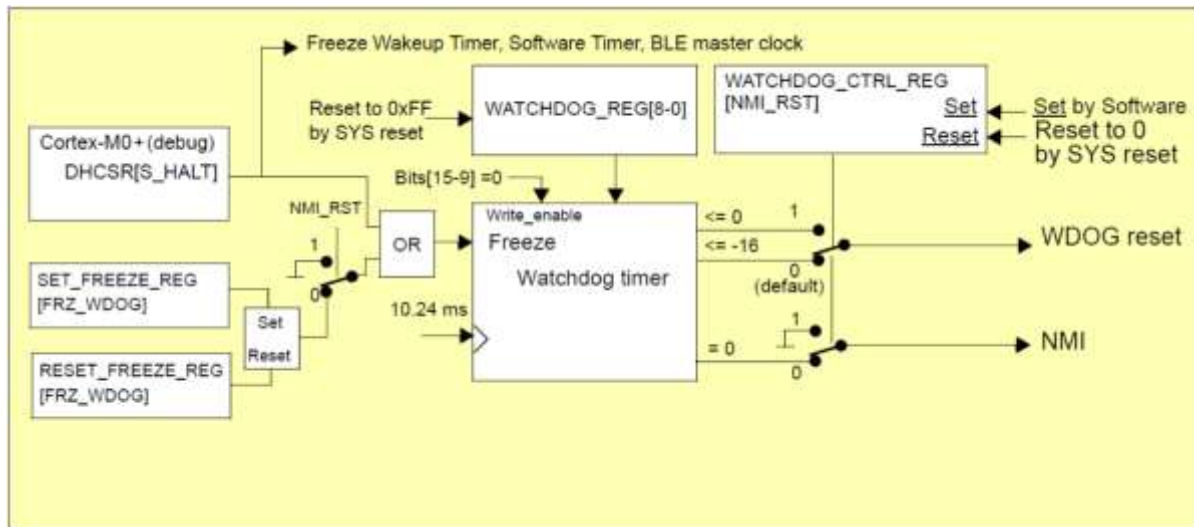 Freeze Wakeup Timer, Software Timer, BLE master clock
Cortex-M0+(debug)
DHCSR[S_HALT]
Reset to 0xFF
by SYS reset
WATCHDOG_REG[8-0]
WATCHDOG_CTRL_REG
[NMI_RST]
Set
Reset
Set by Software
Reset to 0
by SYS reset
Bits[15-9] =0
NMI_RST
1
0
OR
SET_FREEZE_REG
[FRZ_WDOG]
RESET_FREEZE_REG
[FRZ_WDOG]
Set
Reset
Write_enable
Freeze
Watchdog timer
10.24 ms
<= 0
<= -16
1
0
(default)
WDOG reset
= 0
1
0
NMI